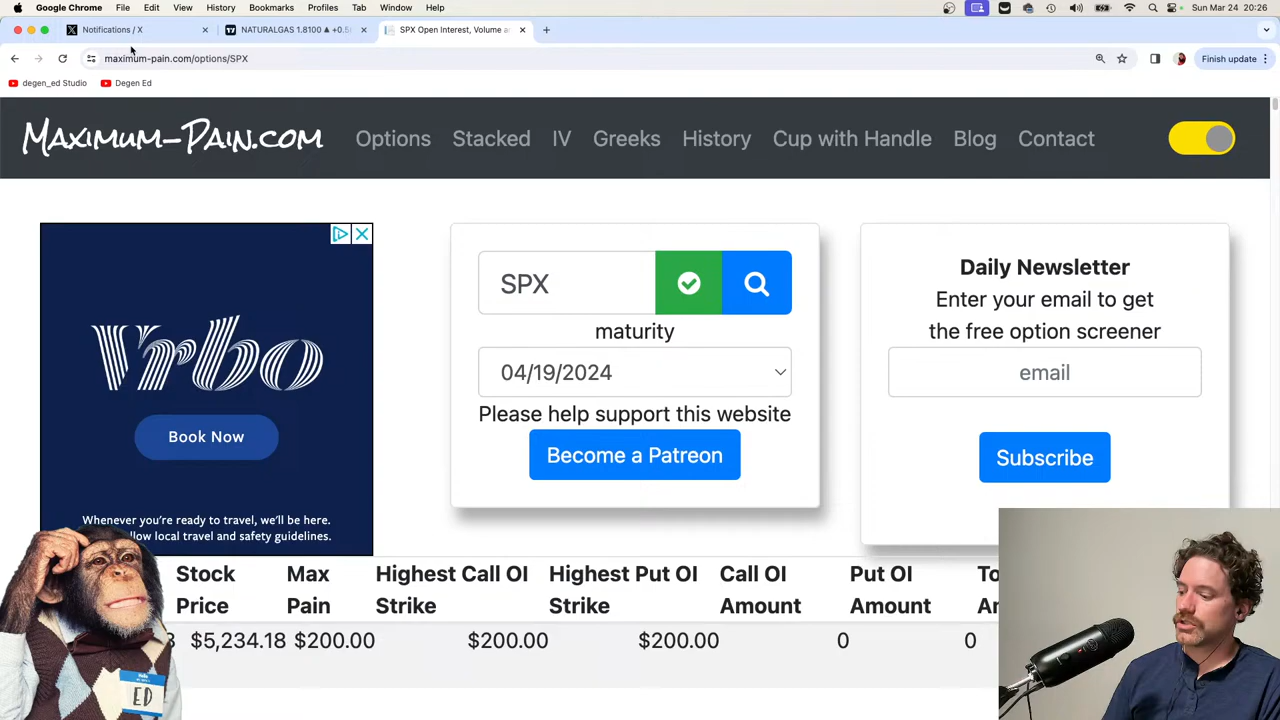 Google Chrome File Edit View History Bookmarks Profiles Tab Window Help Sun Mar 24 20:26
Notifications / X NATURALGAS 1.8100 ▲ +0. SPX Open Interest, Volume
maximum-pain.com/options/SPX Finish update
degen_ed Studio Degen Ed
Maximum-Pain.com Options Stacked IV Greeks History Cup with Handle Blog Contact
Vrbo
Book Now
Whenever you're ready to travel, we'll be here.
local travel and safety guidelines.
SPX
maturity
04/19/2024
Please help support this website
Become a Patreon
Daily Newsletter
Enter your email to get
the free option screener
email
Subscribe
Stock Max Highest Call OI Highest Put OI Call OI Put OI
Price Pain Strike Strike Amount Amount
$5,234.18 $200.00 $200.00 $200.00 0 0
ED